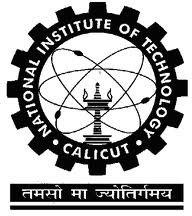 NATIONAL INSTITUTE OF TECHNOLOGY
• CALICUT •
तमसो मा ज्योतिर्गमय